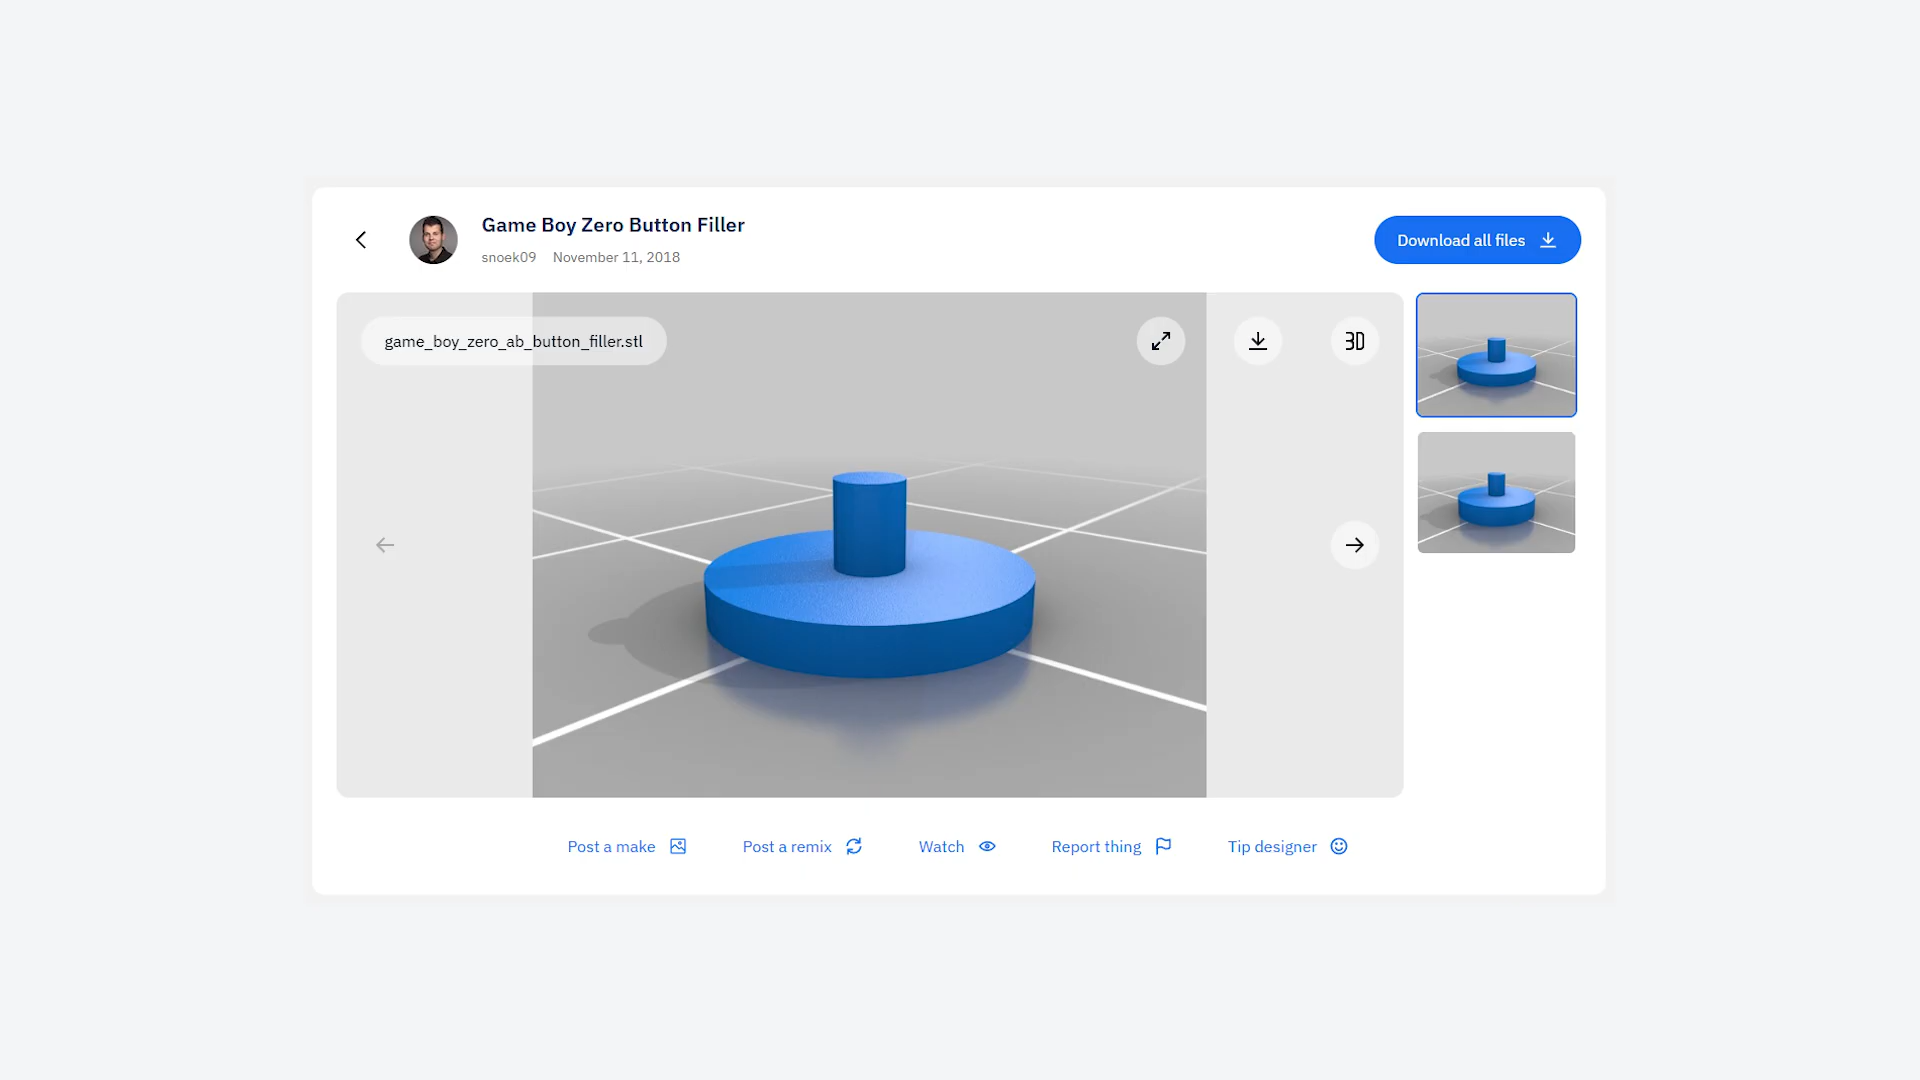 Game Boy Zero Button Filler
snoek09 November 11, 2018
Download all files
game_boy_zero_ab_button_filler.stl
3D
Post a make
Post a remix
Watch
Report thing
Tip designer